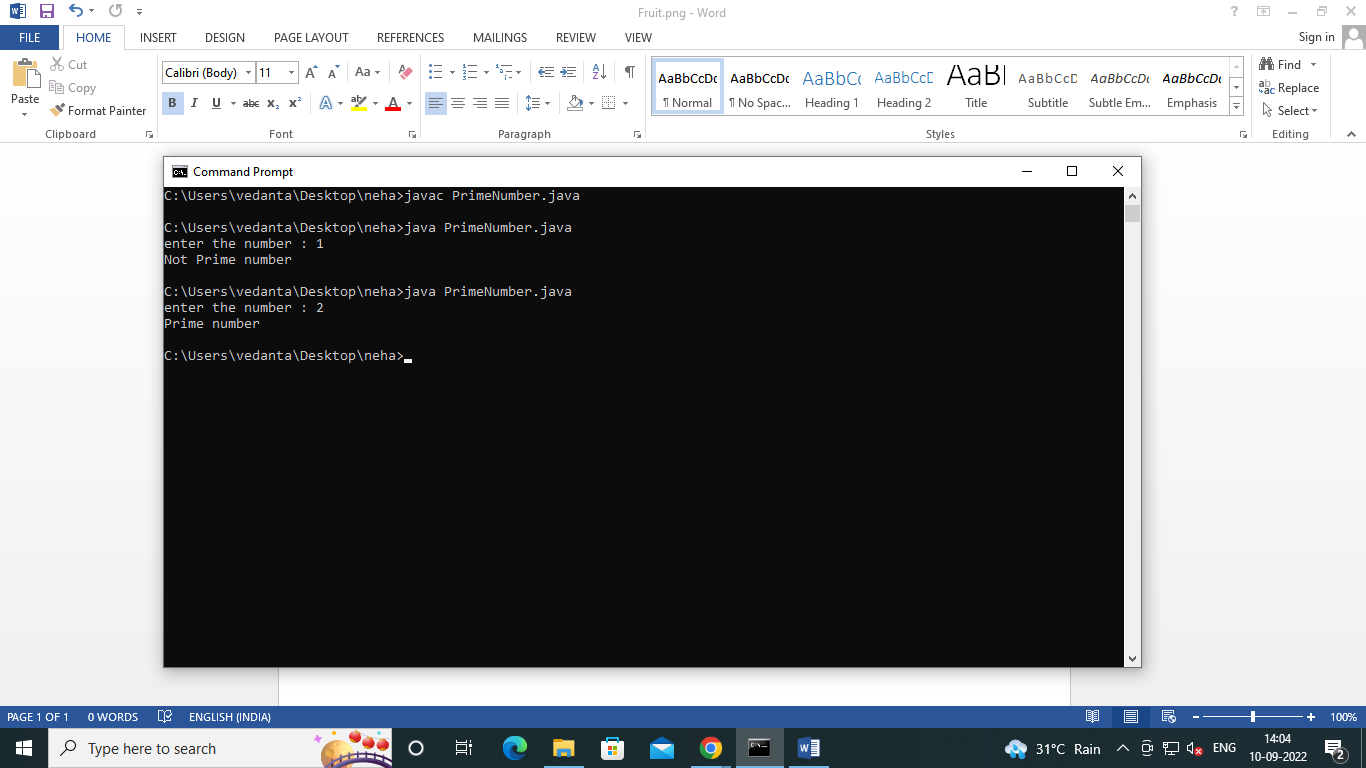 Fruit.png - Word
FILE HOME INSERT DESIGN PAGE LAYOUT REFERENCES MAILINGS REVIEW VIEW Sign in
Paste
Cut
Copy
Format Painter
Clipboard
Calibri (Body) 11
B I U abc x₂ x²
Font
Paragraph
AaBbCcDc AaBbCcDc AaBbCc AaBbCcD AaBl AaBbCcD AaBbCcDc AaBbCcDc
¶ Normal ¶ No Spac... Heading 1 Heading 2 Title Subtitle Subtle Em... Emphasis
Styles
Find
Replace
Select
Editing
Command Prompt
C:\Users\vedanta\Desktop\neha>javac PrimeNumber.java
C:\Users\vedanta\Desktop\neha>java PrimeNumber.java
enter the number : 1
Not Prime number
C:\Users\vedanta\Desktop\neha>java PrimeNumber.java
enter the number : 2
Prime number
C:\Users\vedanta\Desktop\neha>
PAGE 1 OF 1 0 WORDS ENGLISH (INDIA) 100%
Type here to search
31°C Rain ENG
14:04
10-09-2022
2